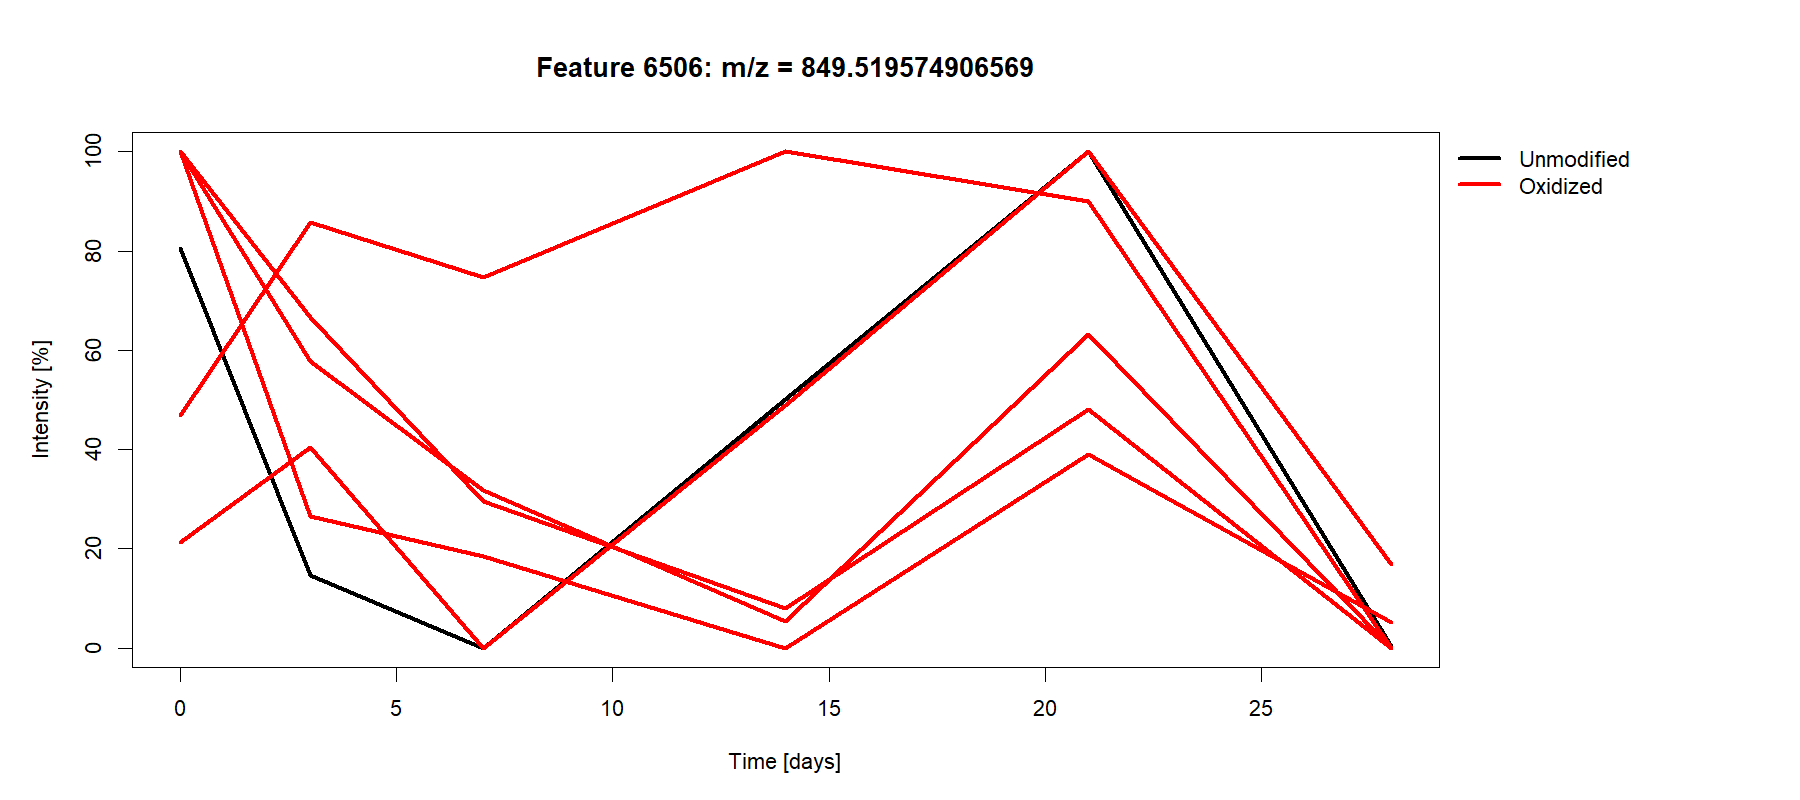 Feature 6506: m/z = 849.519574906569
Unmodified
Oxidized
Intensity [%]
100
80
60
40
20
0
0 5 10 15 20 25
Time [days]